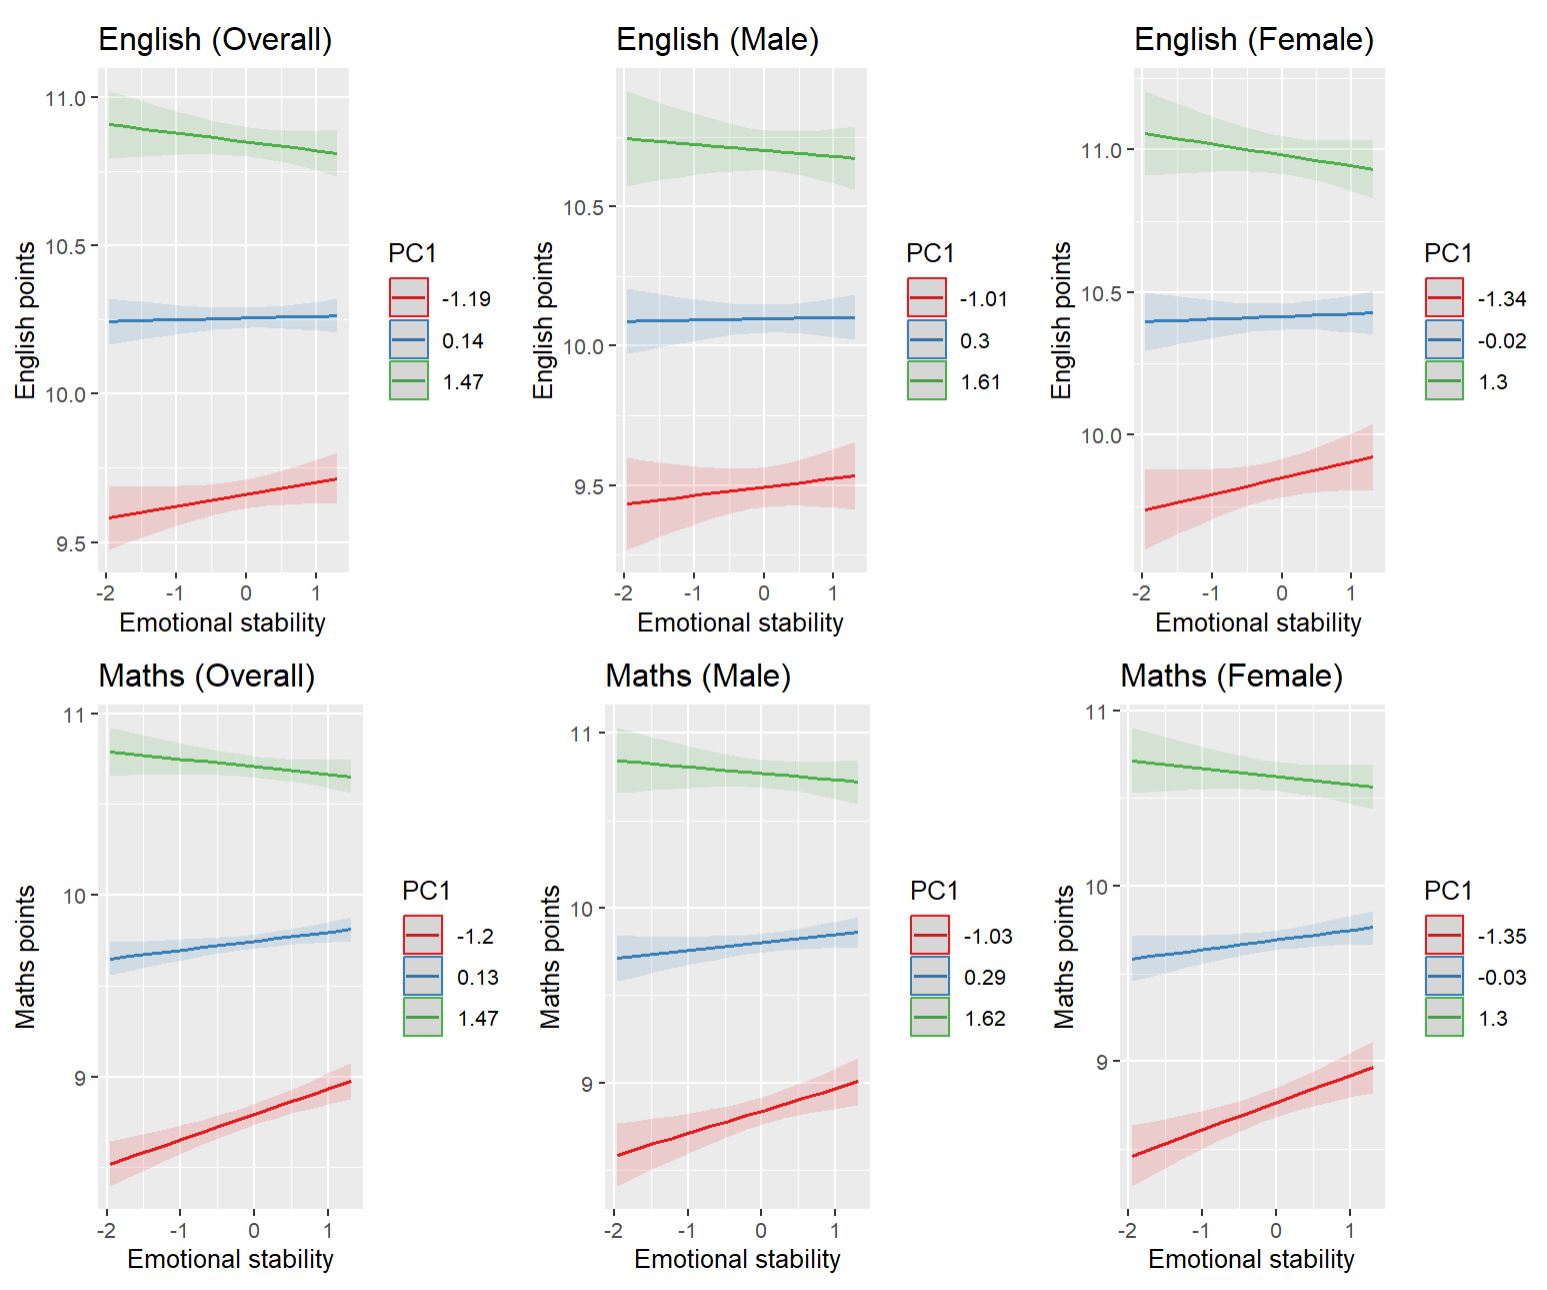 English (Overall)
11.0
10.5
10.0
9.5
English points
-2 -1 0 1
Emotional stability
PC1
-1.19
0.14
1.47
English (Male)
10.5
10.0
9.5
English points
-2 -1 0 1
Emotional stability
PC1
-1.01
0.3
1.61
English (Female)
11.0
10.5
10.0
English points
-2 -1 0 1
Emotional stability
PC1
-1.34
-0.02
1.3
Maths (Overall)
11
10
9
Maths points
-2 -1 0 1
Emotional stability
PC1
-1.2
0.13
1.47
Maths (Male)
11
10
9
Maths points
-2 -1 0 1
Emotional stability
PC1
-1.03
0.29
1.62
Maths (Female)
11
10
9
Maths points
-2 -1 0 1
Emotional stability
PC1
-1.35
-0.03
1.3